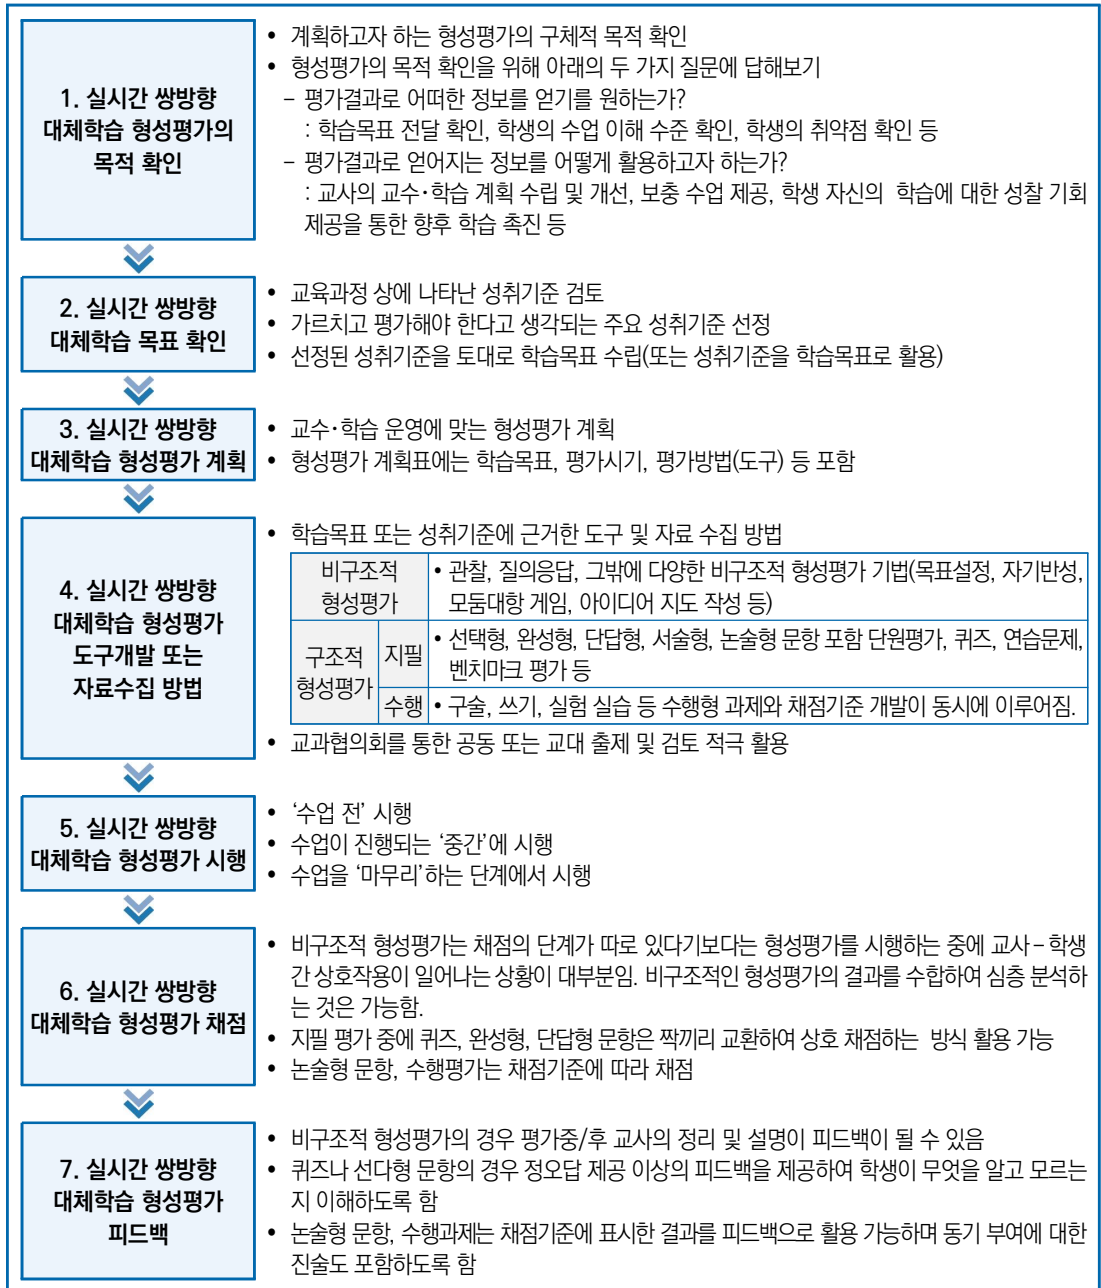 1. 실시간 쌍방향
대체학습 형성평가의
목적 확인
• 계획하고자 하는 형성평가의 구체적 목적 확인
• 형성평가의 목적 확인을 위해 아래의 두 가지 질문에 답해보기
– 평가결과로 어떠한 정보를 얻기를 원하는가?
: 학습목표 전달 확인, 학생의 수업 이해 수준 확인, 학생의 취약점 확인 등
– 평가결과로 얻어지는 정보를 어떻게 활용하고자 하는가?
: 교사의 교수·학습 계획 수립 및 개선, 보충 수업 제공, 학생 자신의 학습에 대한 성찰 기회
제공을 통한 향후 학습 촉진 등
2. 실시간 쌍방향
대체학습 목표 확인
• 교육과정 상에 나타난 성취기준 검토
• 가르치고 평가해야 한다고 생각되는 주요 성취기준 선정
• 선정된 성취기준을 토대로 학습목표 수립(또는 성취기준을 학습목표로 활용)
3. 실시간 쌍방향
대체학습 형성평가 계획
• 교수·학습 운영에 맞는 형성평가 계획
• 형성평가 계획표에는 학습목표, 평가시기, 평가방법(도구) 등 포함
4. 실시간 쌍방향
대체학습 형성평가
도구개발 또는
자료수집 방법
• 학습목표 또는 성취기준에 근거한 도구 및 자료 수집 방법
비구조적
형성평가
• 관찰, 질의응답, 그밖에 다양한 비구조적 형성평가 기법(목표설정, 자기반성,
모둠대항 게임, 아이디어 지도 작성 등)
구조적
형성평가
지필
• 선택형, 완성형, 단답형, 서술형, 논술형 문항 포함 단원평가, 퀴즈, 연습문제,
벤치마크 평가 등
수행
• 구술, 쓰기, 실험 실습 등 수행형 과제와 채점기준 개발이 동시에 이루어짐.
• 교과협의회를 통한 공동 또는 교대 출제 및 검토 적극 활용
5. 실시간 쌍방향
대체학습 형성평가 시행
• ‘수업 전’ 시행
• 수업이 진행되는 ‘중간’에 시행
• 수업을 ‘마무리’하는 단계에서 시행
6. 실시간 쌍방향
대체학습 형성평가 채점
• 비구조적 형성평가는 채점의 단계가 따로 있다기보다는 형성평가를 시행하는 중에 교사–학생
간 상호작용이 일어나는 상황이 대부분임. 비구조적인 형성평가의 결과를 수합하여 심층 분석하
는 것은 가능함.
• 지필 평가 중에 퀴즈, 완성형, 단답형 문항은 짝끼리 교환하여 상호 채점하는 방식 활용 가능
• 논술형 문항, 수행평가는 채점기준에 따라 채점
7. 실시간 쌍방향
대체학습 형성평가
피드백
• 비구조적 형성평가의 경우 평가중/후 교사의 정리 및 설명이 피드백이 될 수 있음
• 퀴즈나 선다형 문항의 경우 정오답 제공 이상의 피드백을 제공하여 학생이 무엇을 알고 모르는
지 이해하도록 함
• 논술형 문항, 수행과제는 채점기준에 표시한 결과를 피드백으로 활용 가능하며 동기 부여에 대한
진술도 포함하도록 함